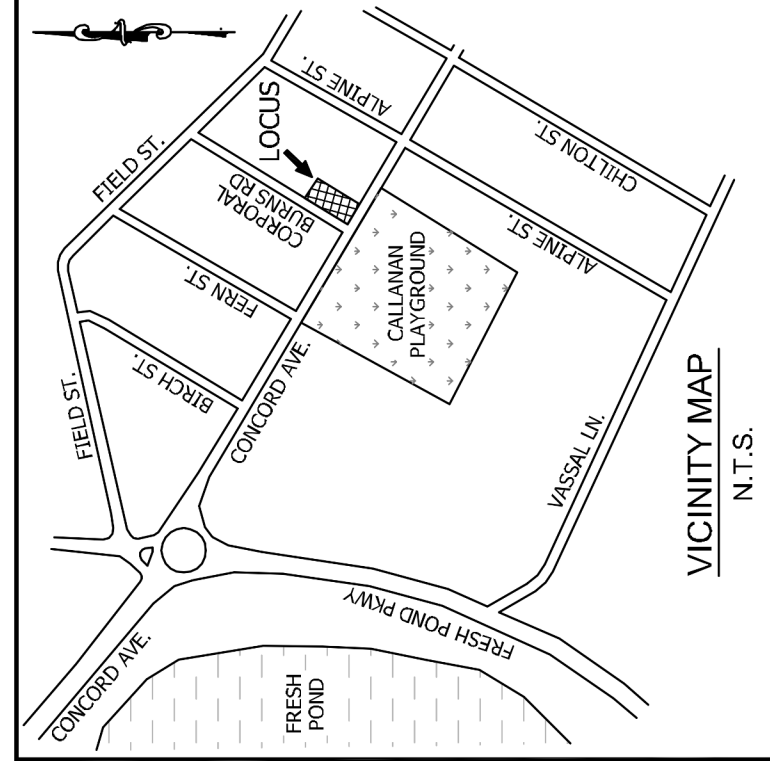 FIELD ST.
ALPINE ST.
LOCUS
CORPORAL
BURNS RD
CHILTON ST.
FERN ST.
ALPINE ST.
CALLANAN
PLAYGROUND
BIRCH ST.
FIELD ST.
CONCORD AVE.
VASSAL LN.
FRESH POND PKWY
CONCORD AVE.
FRESH
POND
VICINITY MAP
N.T.S.